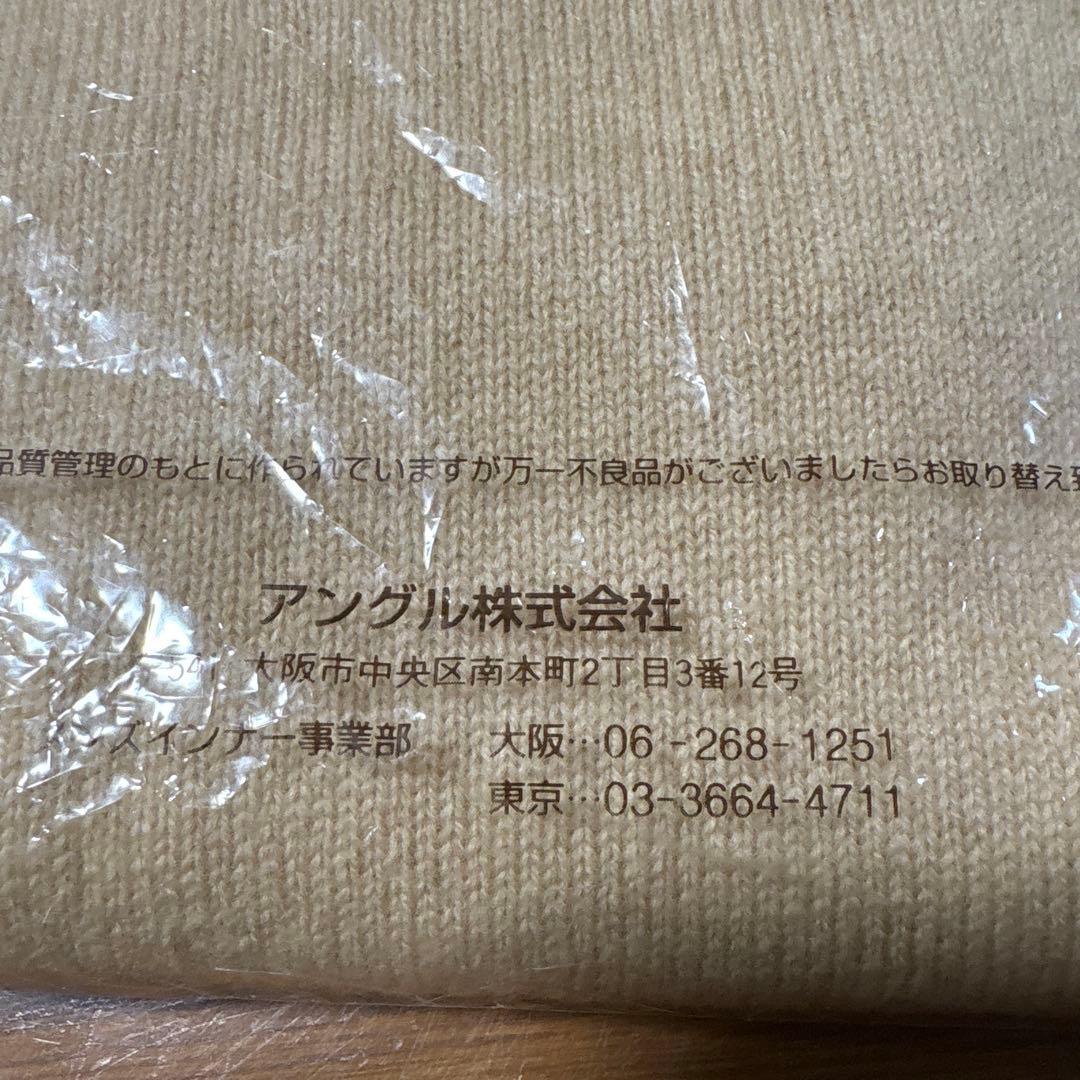 品質管理のもとに作られていますが万一不良品がございましたらお取り替え致
アングル株式会社
541 大阪市中央区南本町2丁目3番12号
メンズインナー事業部 大阪…06-268-1251
東京…03-3664-4711